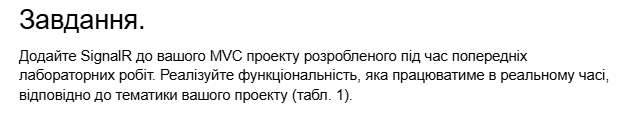 Завдання.
Додайте SignalR до вашого MVC проекту розробленого під час попередніх
лабораторних робіт. Реалізуйте функціональність, яка працюватиме в реальному часі,
відповідно до тематики вашого проекту (табл. 1).